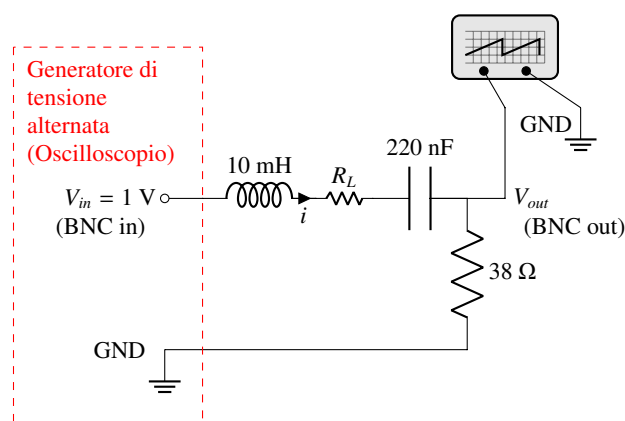 Generatore di
tensione
alternata
(Oscilloscopio)
GND
10 mH
R_L
220 nF
V_in = 1 V
(BNC in)
i
V_out
(BNC out)
38 Ω
GND